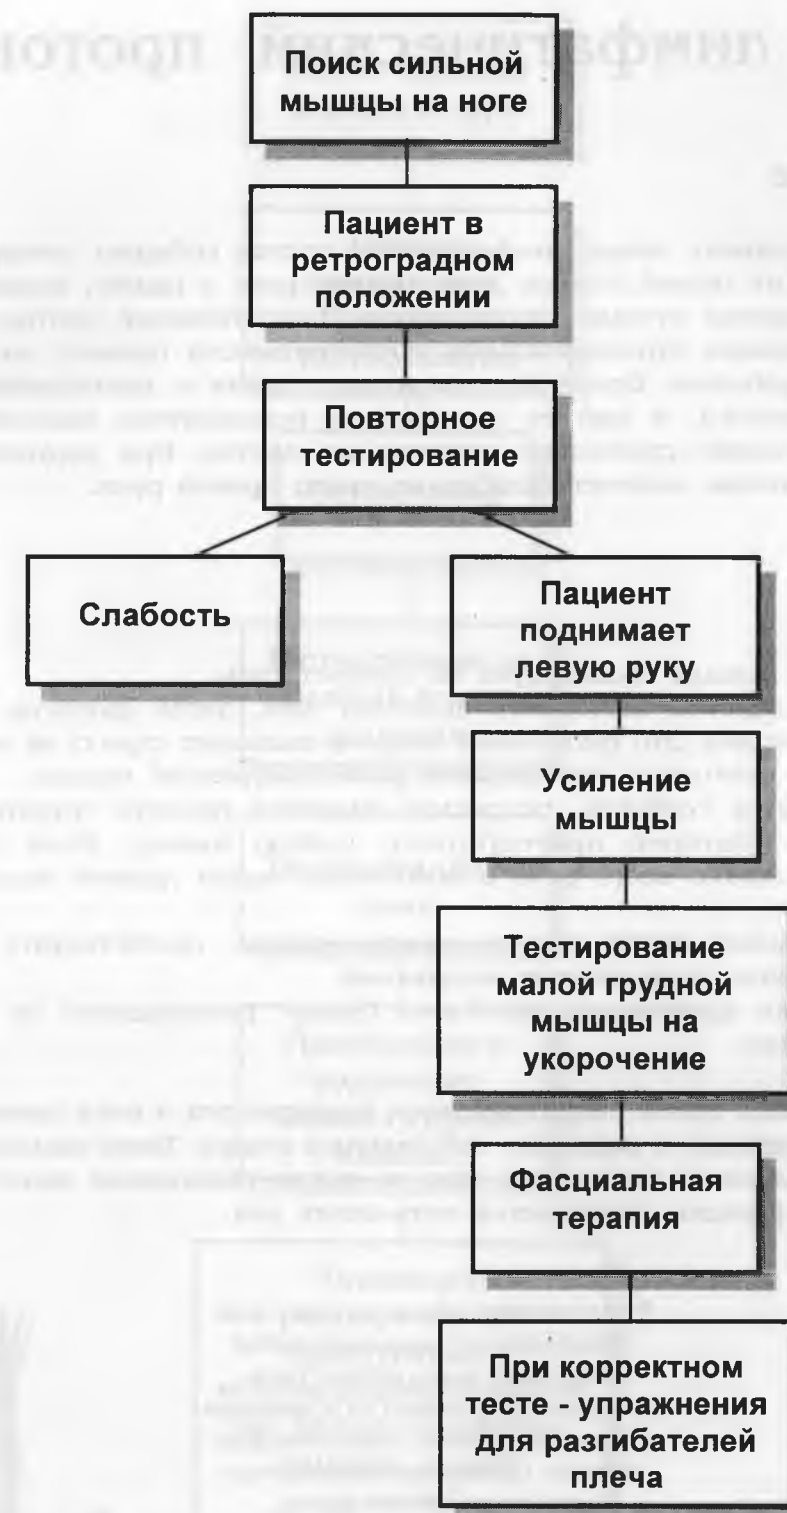 Поиск сильной
мышцы на ноге
Пациент в
ретроградном
положении
Повторное
тестирование
Слабость
Пациент
поднимает
левую руку
Усиление
мышцы
Тестирование
малой грудной
мышцы на
укорочение
Фасциальная
терапия
При корректном
тесте - упражнения
для разгибателей
плеча